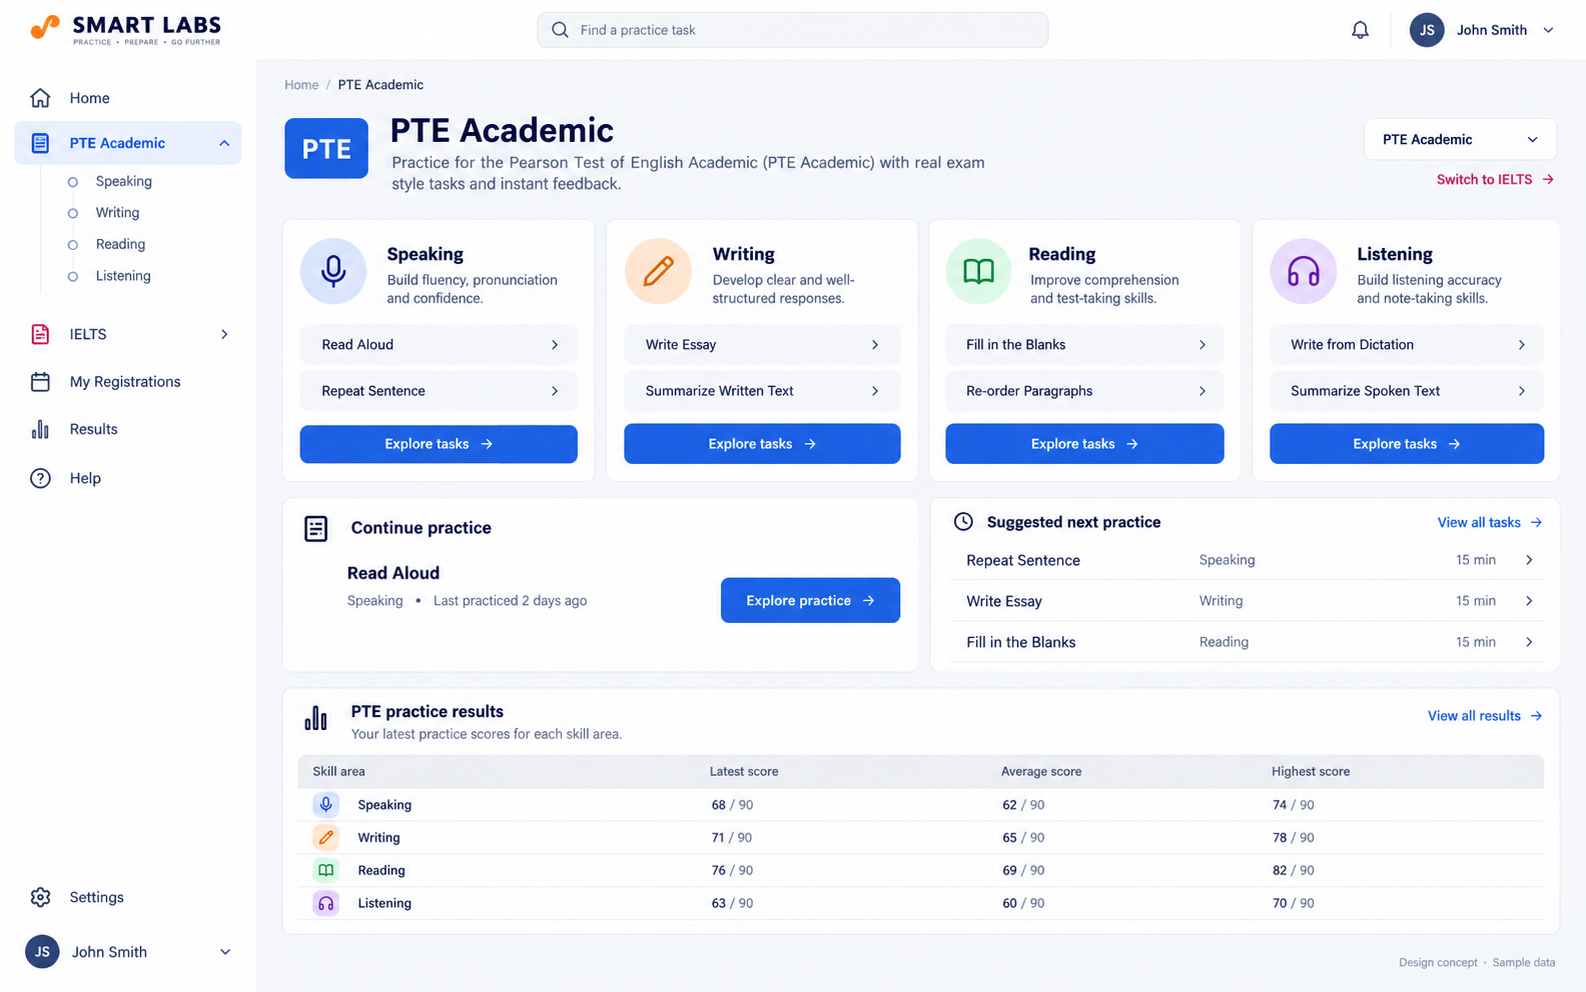 SMART LABS
PRACTICE • PREPARE • GO FURTHER
Find a practice task
JS
John Smith
Home
PTE Academic
Speaking
Writing
Reading
Listening
IELTS
My Registrations
Results
Help
Settings
JS
John Smith
Home / PTE Academic
PTE
PTE Academic
Practice for the Pearson Test of English Academic (PTE Academic) with real exam
style tasks and instant feedback.
PTE Academic
Switch to IELTS →
Speaking
Build fluency, pronunciation
and confidence.
Read Aloud
Repeat Sentence
Explore tasks →
Writing
Develop clear and well-
structured responses.
Write Essay
Summarize Written Text
Explore tasks →
Reading
Improve comprehension
and test-taking skills.
Fill in the Blanks
Re-order Paragraphs
Explore tasks →
Listening
Build listening accuracy
and note-taking skills.
Write from Dictation
Summarize Spoken Text
Explore tasks →
Continue practice
Read Aloud
Speaking • Last practiced 2 days ago
Explore practice →
Suggested next practice
View all tasks →
Repeat Sentence Speaking 15 min
Write Essay Writing 15 min
Fill in the Blanks Reading 15 min
PTE practice results
Your latest practice scores for each skill area.
View all results →
Skill area Latest score Average score Highest score
Speaking 68 / 90 62 / 90 74 / 90
Writing 71 / 90 65 / 90 78 / 90
Reading 76 / 90 69 / 90 82 / 90
Listening 63 / 90 60 / 90 70 / 90
Design concept · Sample data